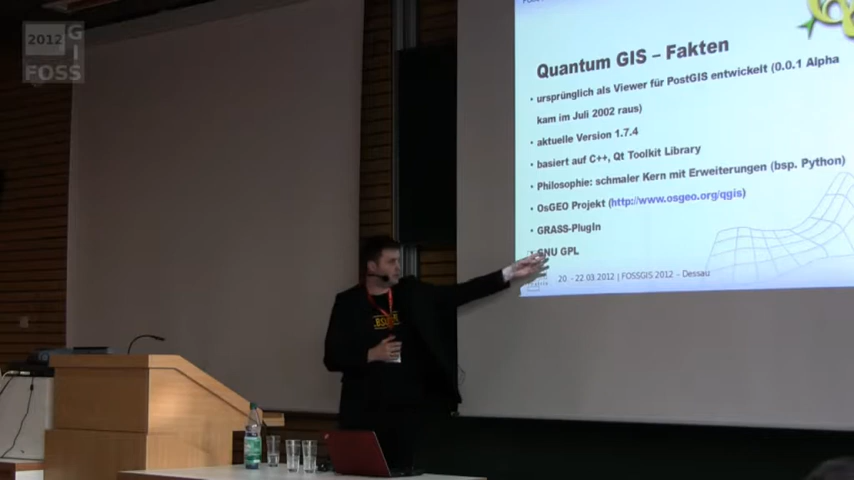 2012 GIS
FOSS
Quantum GIS – Fakten
ursprünglich als Viewer für PostGIS entwickelt (0.0.1 Alpha
kam im Juli 2002 raus)
aktuelle Version 1.7.4
basiert auf C++, Qt Toolkit Library
Philosophie: schmaler Kern mit Erweiterungen (bsp. Python)
OsGEO Projekt (http://www.osgeo.org/qgis)
GRASS-PlugIn
GNU GPL
20. - 22.03.2012 | FOSSGIS 2012 - Dessau